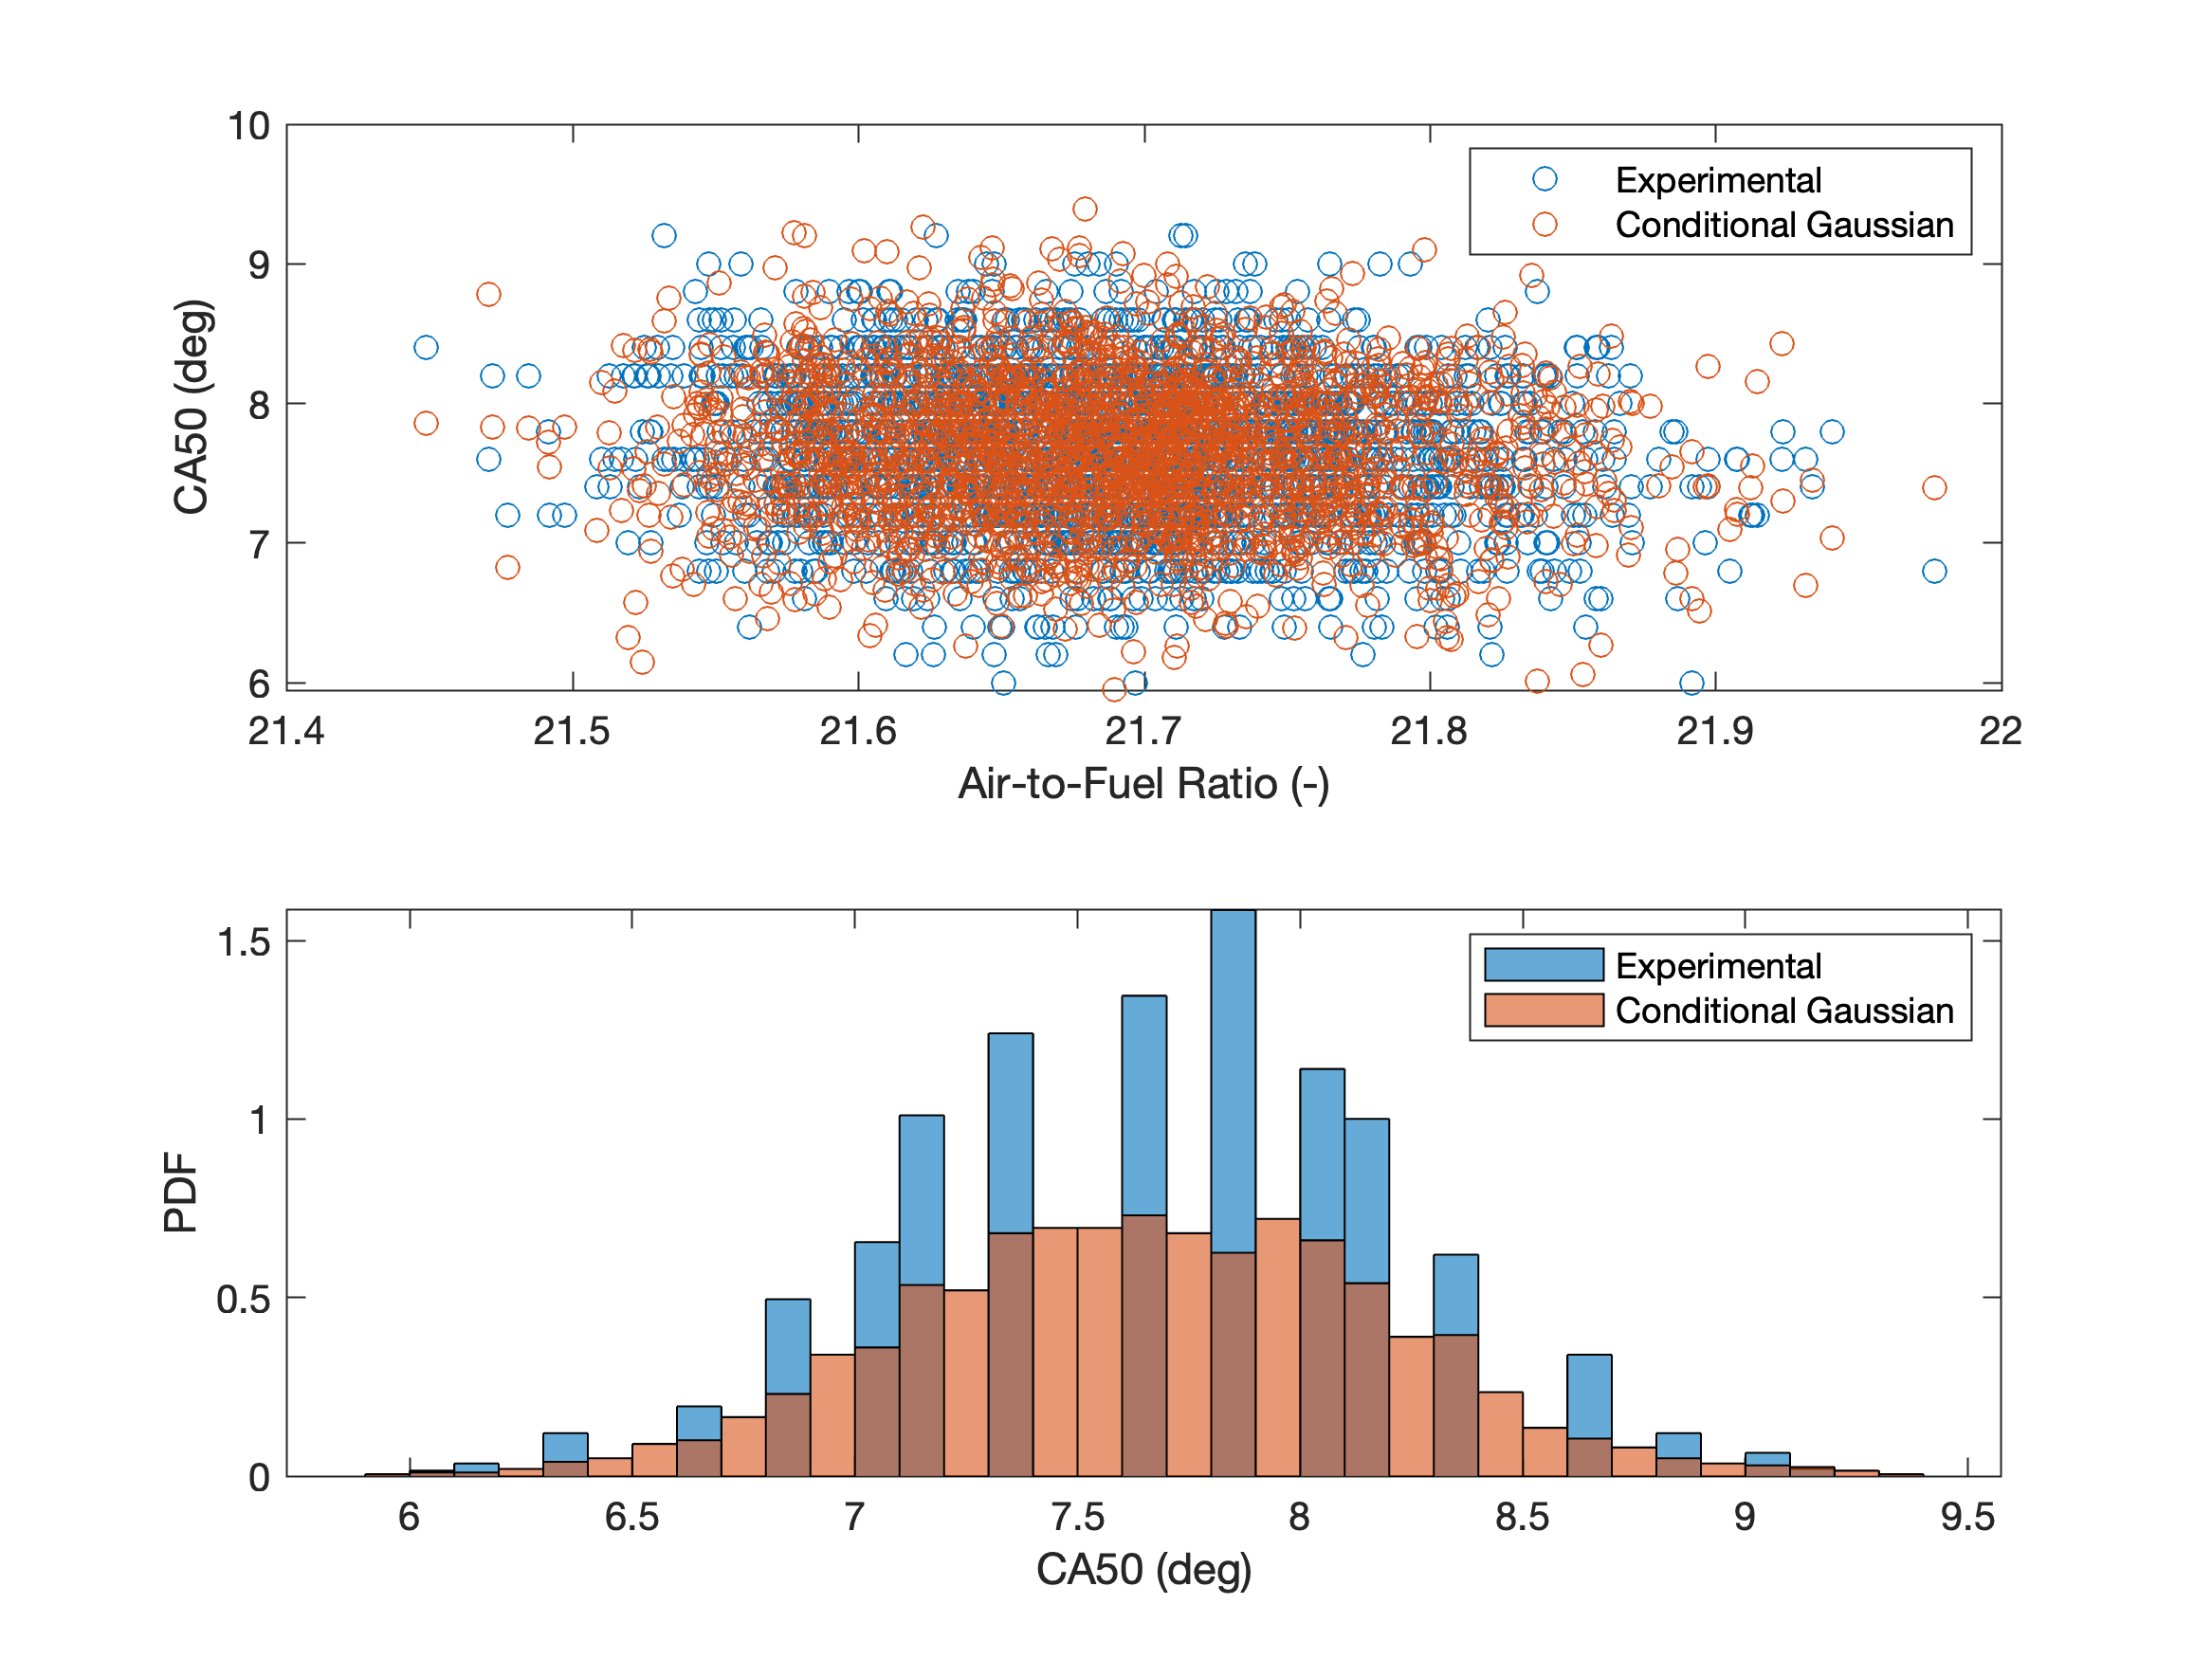 10
9
8
7
6
CA50 (deg)
Experimental
Conditional Gaussian
21.4 21.5 21.6 21.7 21.8 21.9 22
Air-to-Fuel Ratio (-)
1.5
1
0.5
0
PDF
Experimental
Conditional Gaussian
6 6.5 7 7.5 8 8.5 9 9.5
CA50 (deg)